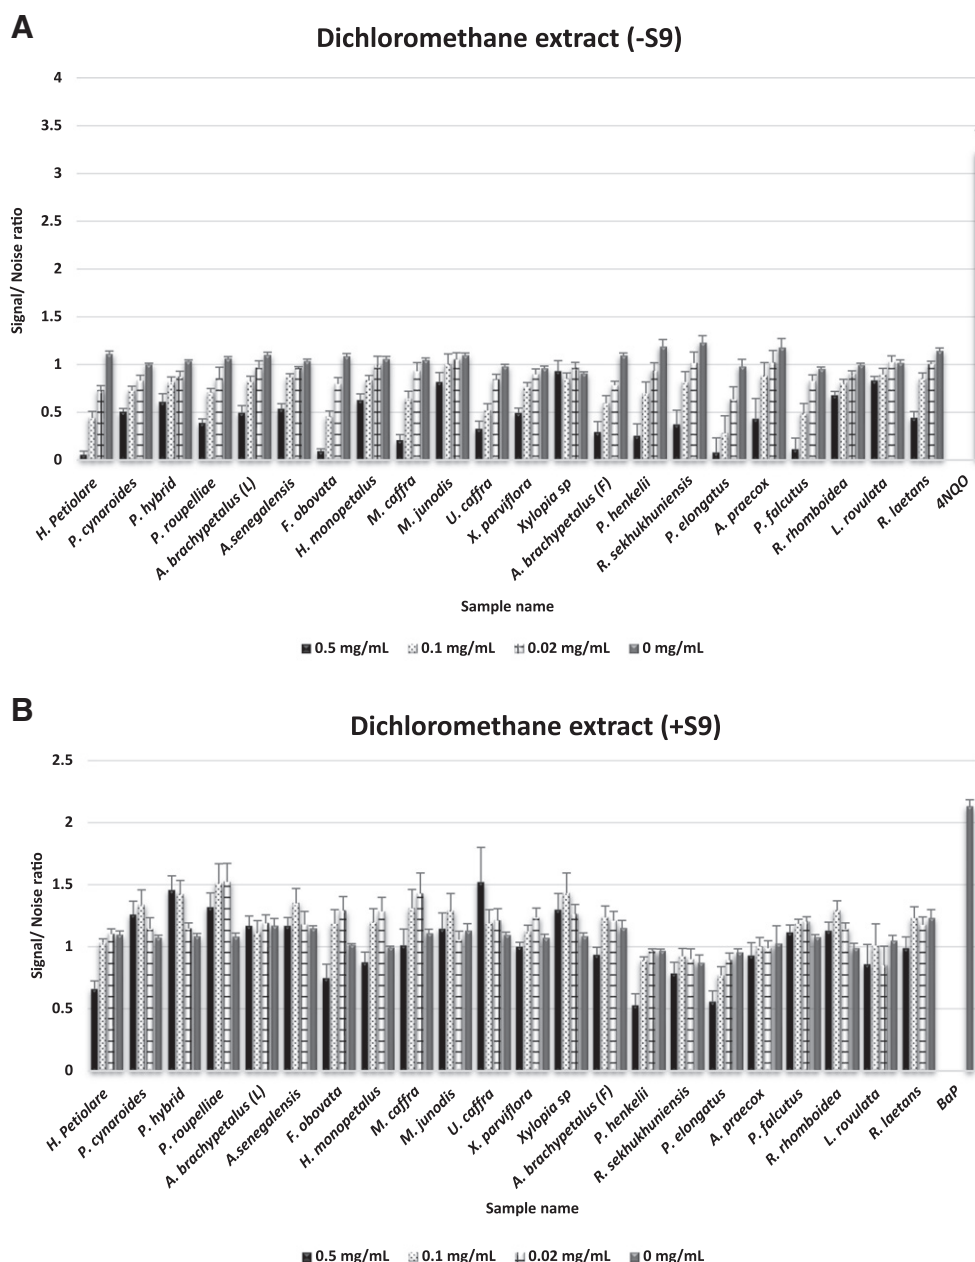 A
Dichloromethane extract (-S9)
4
3.5
3
2.5
2
1.5
1
0.5
0
Signal/ Noise ratio
H. Petiolare
P. cynaroides
P. hybrid
P. roupelliae
A. brachypetalus (L)
A.senegalensis
F. obovata
H. monopetalus
M. caffra
M. junodis
U. caffra
X. parviflora
Xylopia sp
A. brachypetalus (F)
P. henkelii
R. sekhukhuniensis
P. elongatus
A. praecox
P. falcutus
R. rhomboidea
L. rovulata
R. laetans
4NQO
Sample name
0.5 mg/mL 0.1 mg/mL 0.02 mg/mL 0 mg/mL
B
Dichloromethane extract (+S9)
2.5
2
1.5
1
0.5
0
Signal/ Noise ratio
H. Petiolare
P. cynaroides
P. hybrid
P. roupelliae
A. brachypetalus (L)
A.senegalensis
F. obovata
H. monopetalus
M. caffra
M. junodis
U. caffra
X. parviflora
Xylopia sp
A. brachypetalus (F)
P. henkelii
R. sekhukhuniensis
P. elongatus
A. praecox
P. falcutus
R. rhomboidea
L. rovulata
R. laetans
BaP
Sample name
0.5 mg/mL 0.1 mg/mL 0.02 mg/mL 0 mg/mL